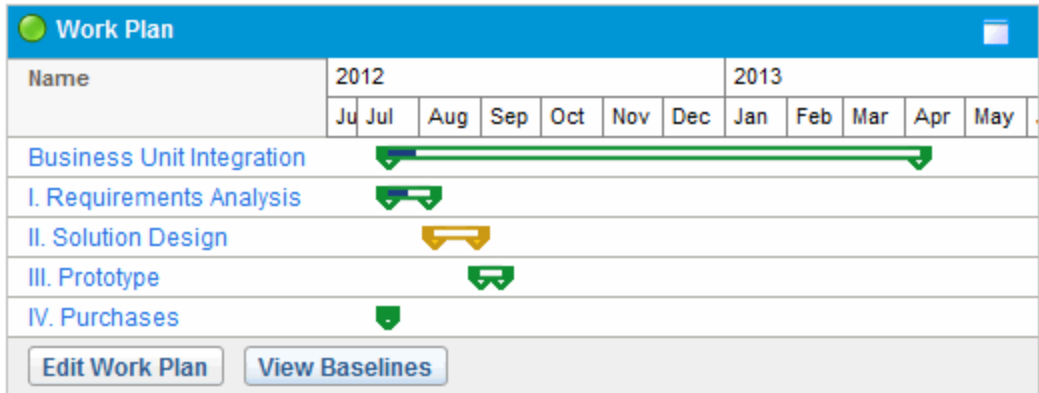 Work Plan
Name 2012 2013
Ju Jul Aug Sep Oct Nov Dec Jan Feb Mar Apr May
Business Unit Integration
I. Requirements Analysis
II. Solution Design
III. Prototype
IV. Purchases
Edit Work Plan View Baselines